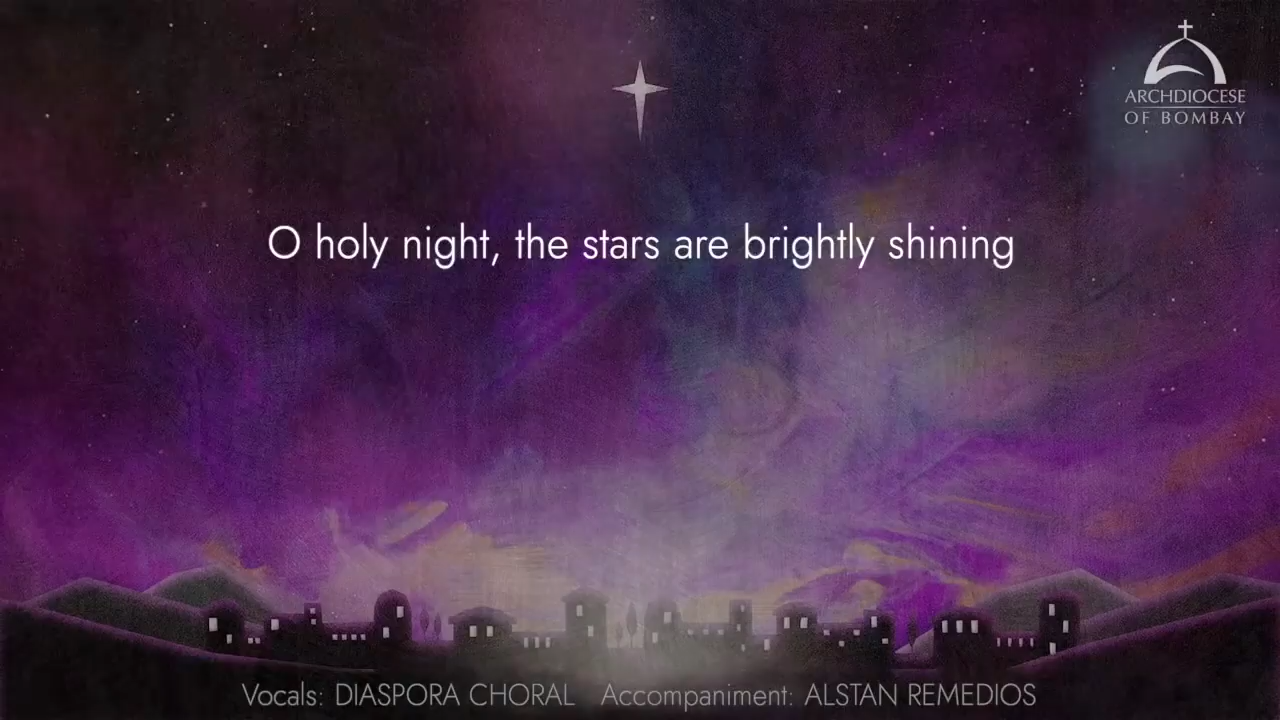 ARCHDIOCESE
OF BOMBAY
O holy night, the stars are brightly shining
Vocals: DIASPORA CHORAL Accompaniment: ALSTAN REMEDIOS